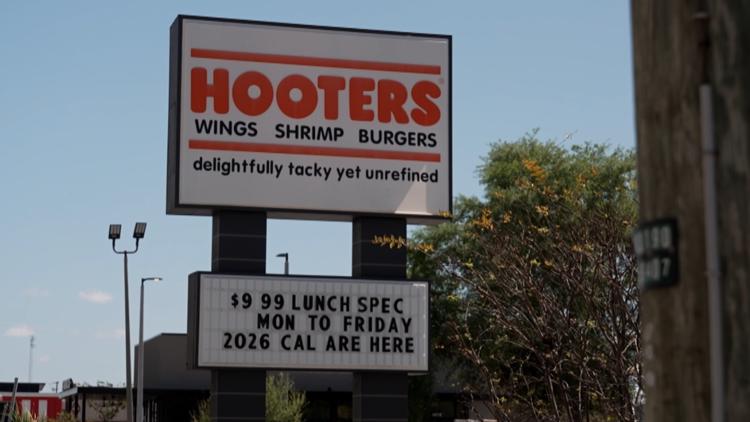 HOOTERS
WINGS SHRIMP BURGERS
delightfully tacky yet unrefined
$9 99 LUNCH SPEC
MON TO FRIDAY
2026 CAL ARE HERE